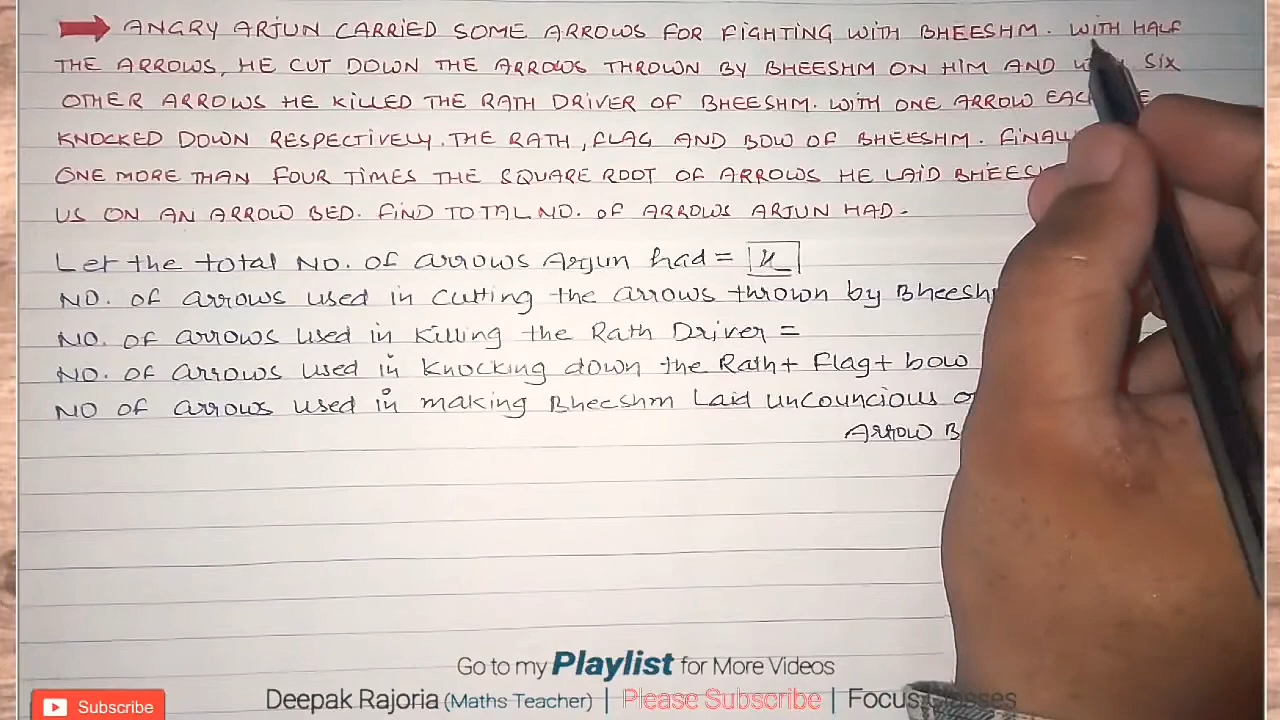 ANGRY ARJUN CARRIED SOME ARROWS FOR FIGHTING WITH BHEESHM. WITH HALF
THE ARROWS, HE CUT DOWN THE ARROWS THROWN BY BHEESHM ON HIM AND SIX
OTHER ARROWS HE KILLED THE RATH DRIVER OF BHEESHM. WITH ONE ARROW
KNOCKED DOWN RESPECTIVELY. THE RATH, FLAG AND BOW OF BHEESHM.
ONE MORE THAN FOUR TIMES THE SQUARE ROOT OF ARROWS HE LAID
US ON AN ARROW BED. FIND TOTAL NO. OF ARROWS ARJUN HAD.
Let the total No. of arrows Arjun had = x
NO. of arrows used in cutting the arrows thrown by
NO. of arrows used in killing the Rath Driver =
NO. of arrows used in knocking down the Rath + Flag + bow
NO of arrows used in making Bheeshm Laid uncouncious
Arrow
Go to my Playlist for More Videos
Deepak Rajoria (Maths Teacher) | Please Subscribe | Focus Classes
Subscribe